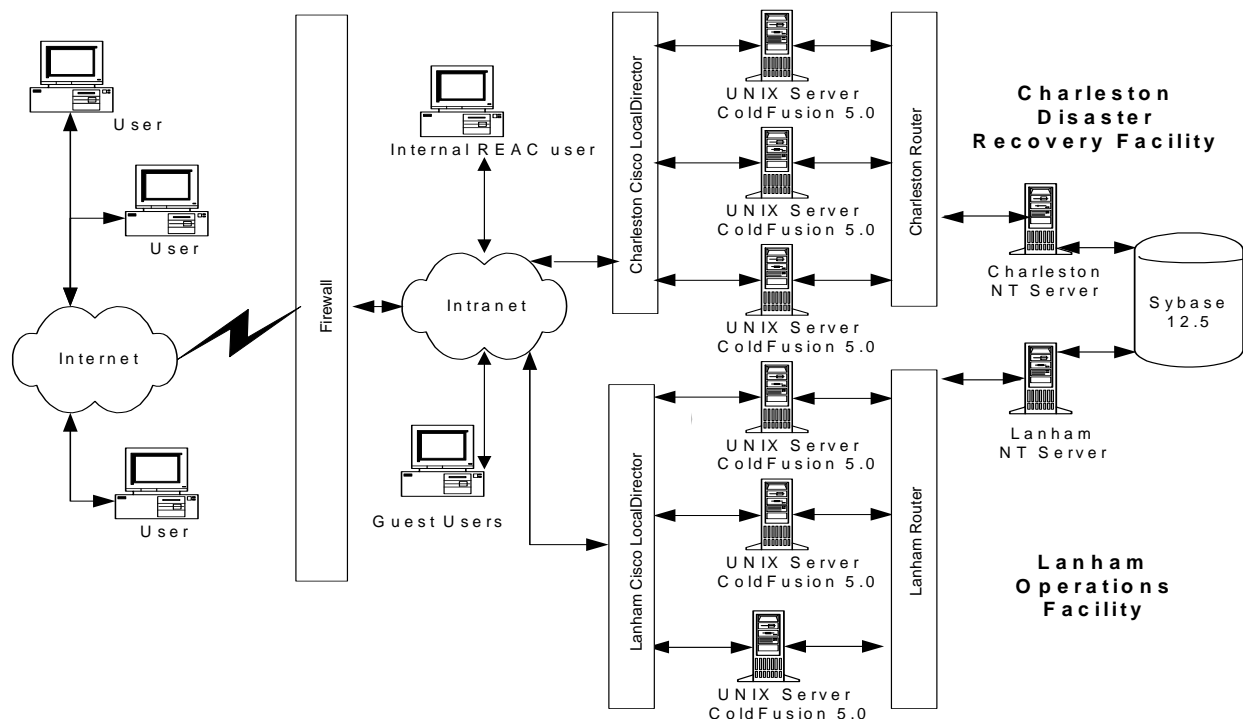 User
User
Internet
User
Firewall
Internal REAC user
Intranet
Guest Users
Charleston Cisco LocalDirector
UNIX Server
ColdFusion 5.0
UNIX Server
ColdFusion 5.0
UNIX Server
ColdFusion 5.0
Charleston Router
Charleston
Disaster
Recovery Facility
Charleston
NT Server
Sybase
12.5
Lanham Cisco LocalDirector
UNIX Server
ColdFusion 5.0
UNIX Server
ColdFusion 5.0
UNIX Server
ColdFusion 5.0
Lanham Router
Lanham
NT Server
Lanham
Operations
Facility